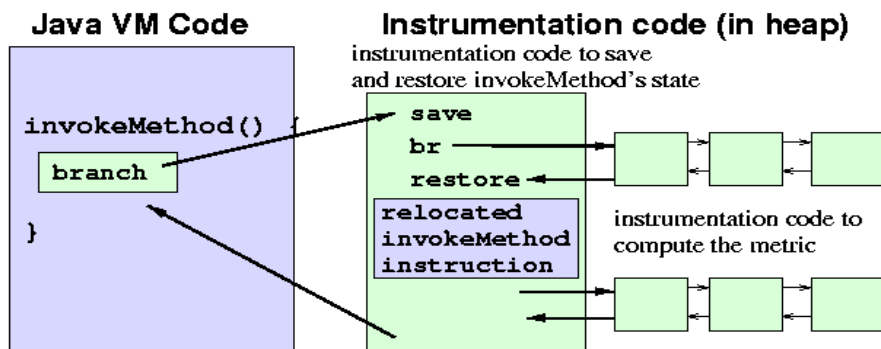 Java VM Code
Instrumentation code (in heap)
instrumentation code to save
and restore invokeMethod's state
invokeMethod() {
branch
}
save
br
restore
relocated
invokeMethod
instruction
instrumentation code to
compute the metric